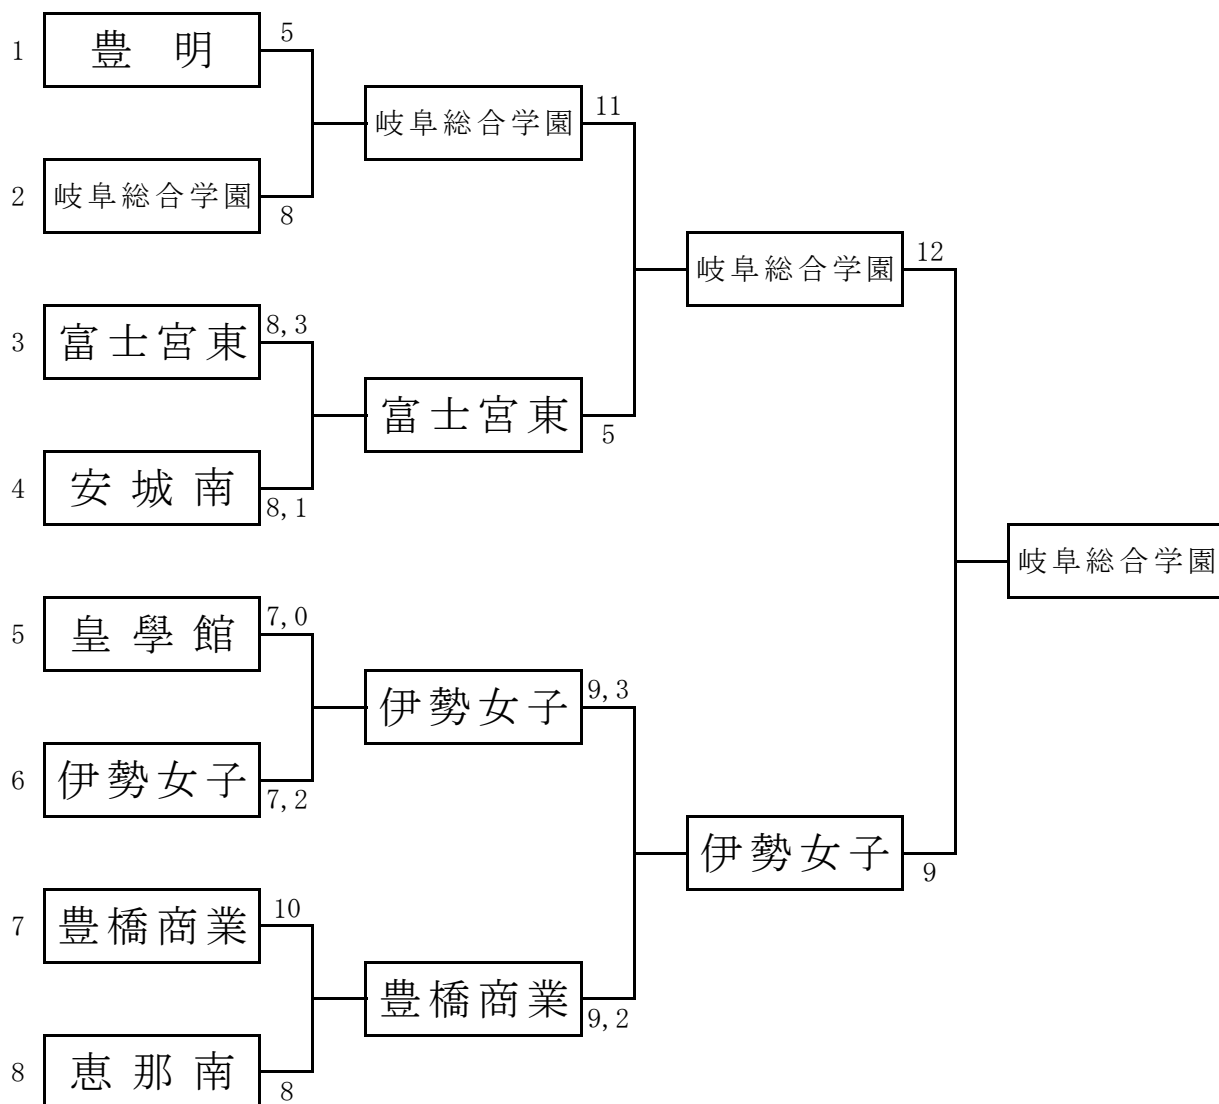 1 豊明 5
岐阜総合学園 11
2 岐阜総合学園 8
岐阜総合学園 12
3 富士宮東 8,3
富士宮東 5
4 安城南 8,1
岐阜総合学園
5 皇學館 7,0
伊勢女子 9,3
6 伊勢女子 7,2
伊勢女子 9
7 豊橋商業 10
豊橋商業 9,2
8 恵那南 8